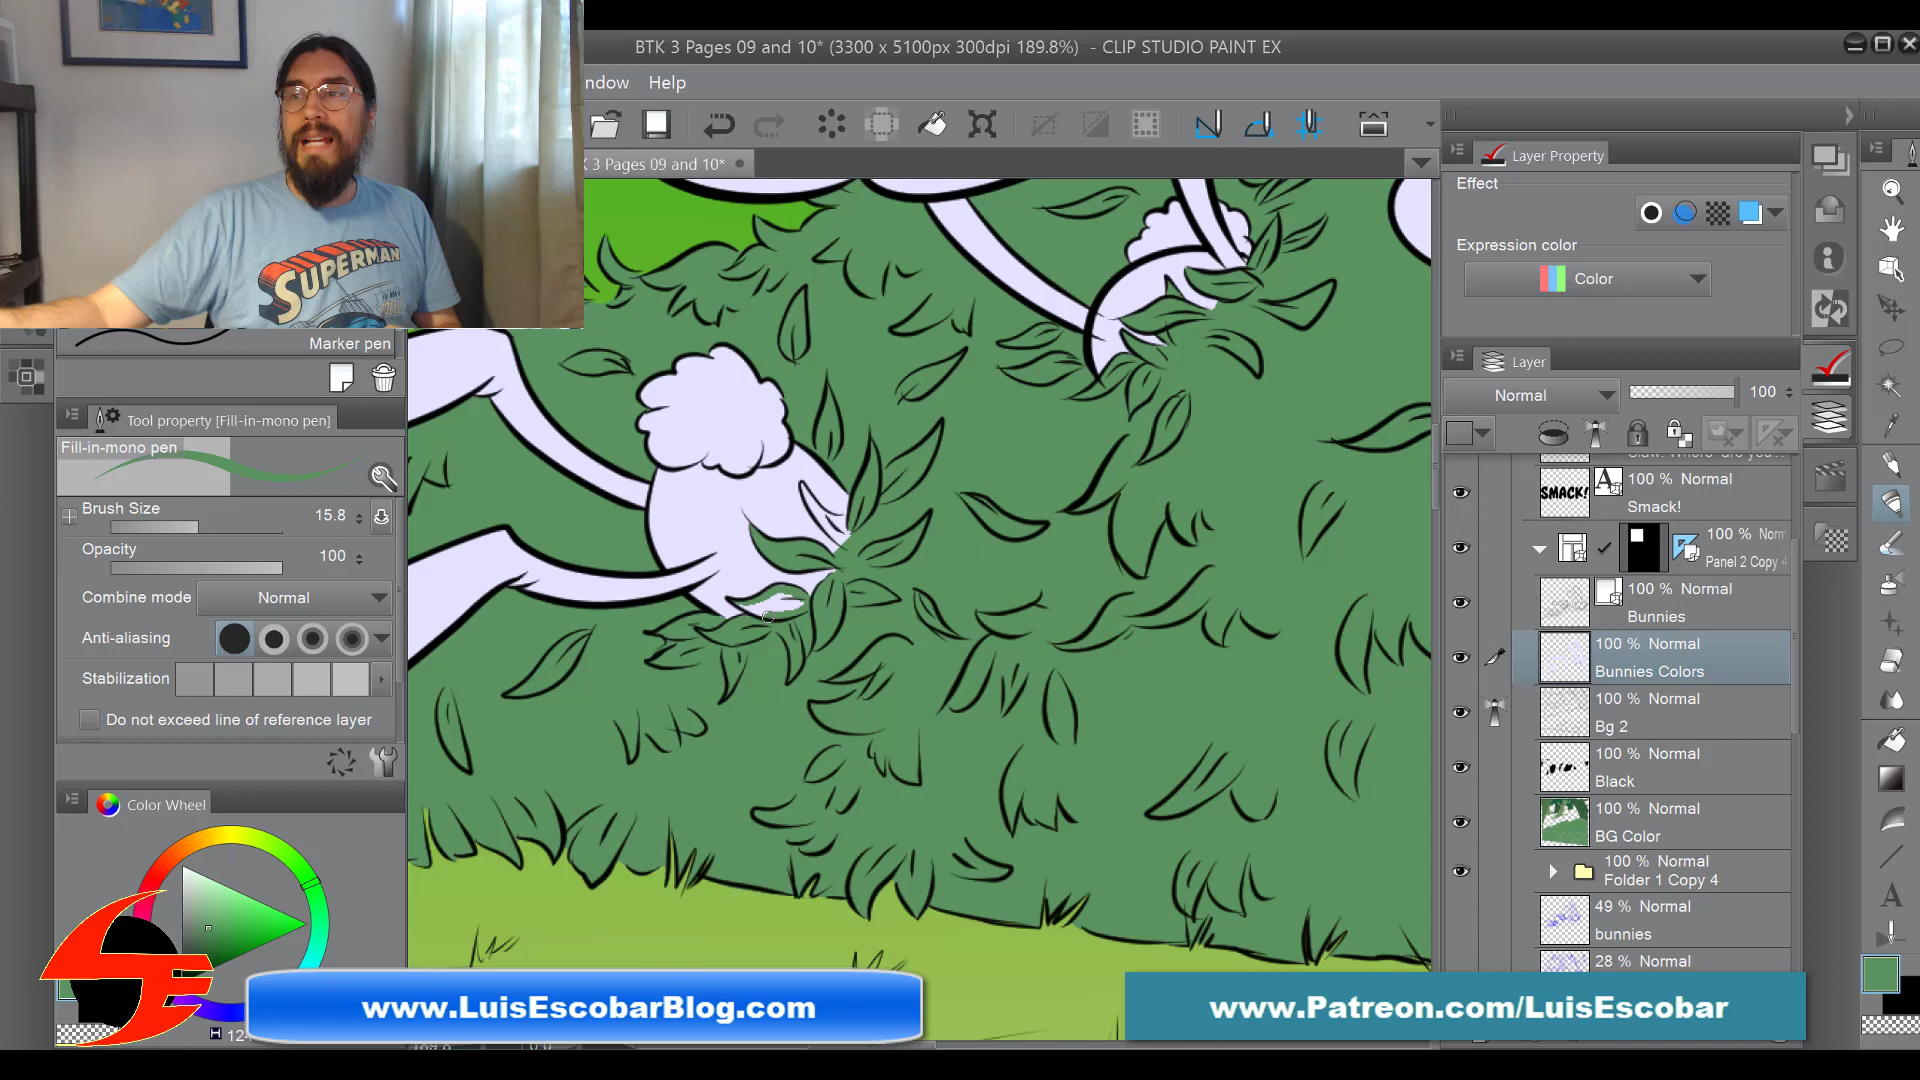 BTK 3 Pages 09 and 10* (3300 x 5100px 300dpi 189.8%) - CLIP STUDIO PAINT EX
ndow Help
3 Pages 09 and 10*
SUPERMAN
Marker pen
Tool property [Fill-in-mono pen]
Fill-in-mono pen
Brush Size 15.8
Opacity 100
Combine mode Normal
Anti-aliasing
Stabilization
Do not exceed line of reference layer
Color Wheel
Layer Property
Effect
Expression color
Color
Layer
Normal 100
SMACK! A 100 % Normal
Smack!
100 % Norm
Panel 2 Copy 4
100 % Normal
Bunnies
100 % Normal
Bunnies Colors
100 % Normal
Bg 2
100 % Normal
Black
100 % Normal
BG Color
100 % Normal
Folder 1 Copy 4
49 % Normal
bunnies
28 % Normal
www.LuisEscobarBlog.com
www.Patreon.com/LuisEscobar